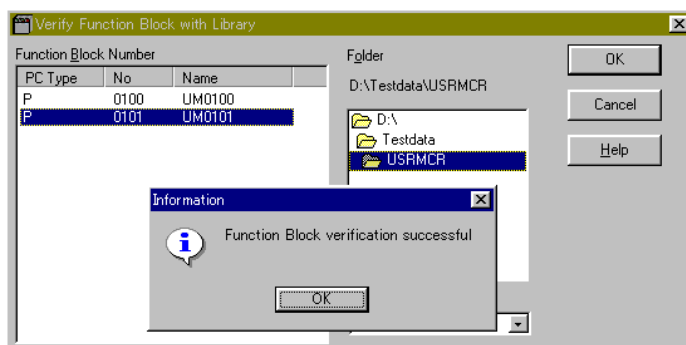 Verify Function Block with Library
Function Block Number
PC Type No Name
P 0100 UM0100
P 0101 UM0101
Folder
D:\Testdata\USRMCR
D:\
Testdata
USRMCR
OK
Cancel
Help
Information
Function Block verification successful
OK